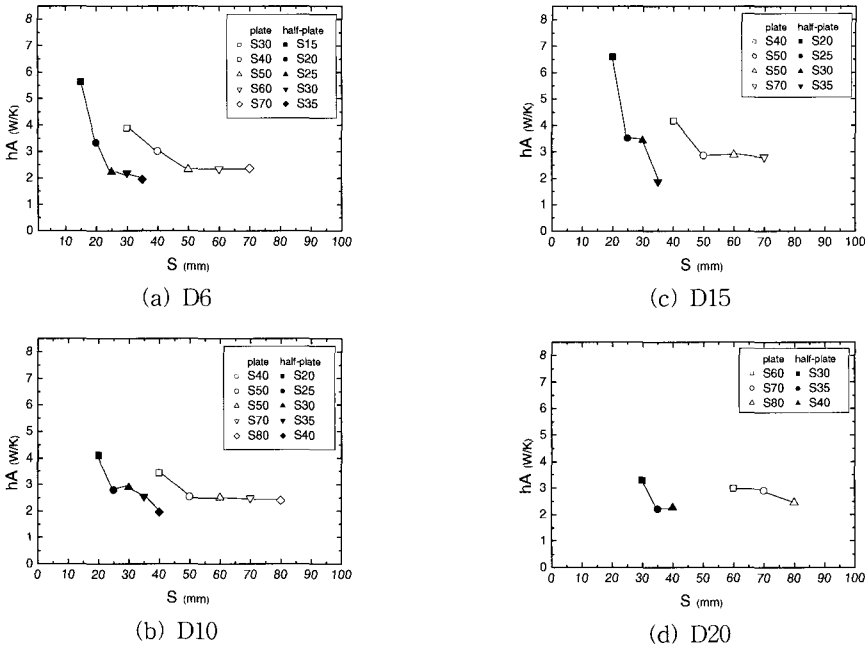 plate half-plate
S30 S15
S40 S20
S50 S25
S60 S30
S70 S35
hA (W/K)
8
7
6
5
4
3
2
1
0
10 20 30 40 50 60 70 80 90 100
S (mm)
(a) D6
plate half-plate
S40 S20
S50 S25
S50 S30
S70 S35
hA (W/K)
8
7
6
5
4
3
2
1
0
0 10 20 30 40 50 60 70 80 90 100
S (mm)
(c) D15
plate half-plate
S40 S20
S50 S25
S50 S30
S70 S35
S80 S40
hA (W/K)
8
7
6
5
4
3
2
1
0
0 10 20 30 40 50 60 70 80 90 100
S (mm)
(b) D10
plate half-plate
S60 S30
S70 S35
S80 S40
hA (W/K)
8
7
6
5
4
3
2
1
0
0 10 20 30 40 50 60 70 80 90 100
S (mm)
(d) D20